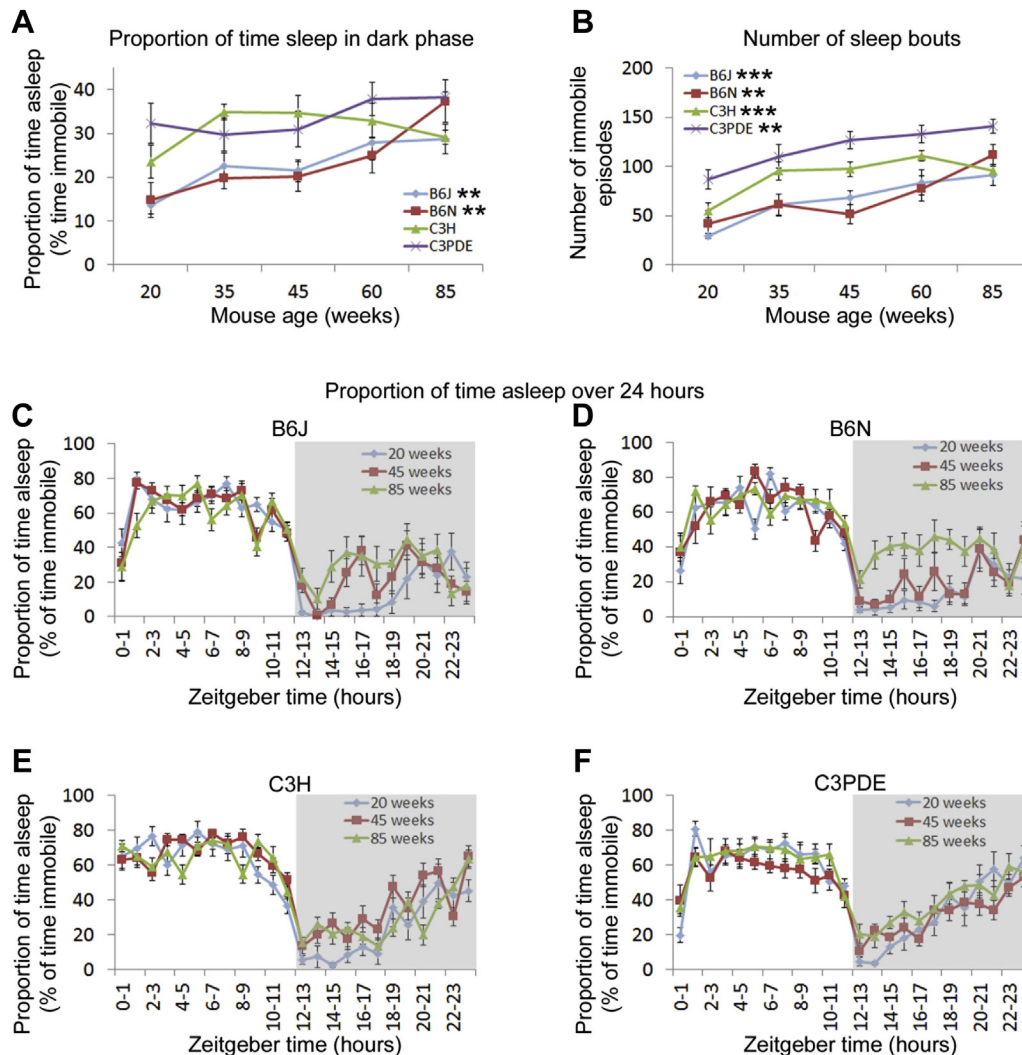 A
Proportion of time sleep in dark phase
Proportion of time asleep
(% time immobile)
40
30
20
10
0
B6J **
B6N **
C3H
C3PDE
20 35 45 60 85
Mouse age (weeks)
B
Number of sleep bouts
Number of immobile
episodes
200
150
100
50
0
B6J ***
B6N **
C3H ***
C3PDE **
20 35 45 60 85
Mouse age (weeks)
Proportion of time asleep over 24 hours
C
B6J
Proportion of time asleep
(% of time immobile)
100
80
60
40
20
0
20 weeks
45 weeks
85 weeks
0-1 2-3 4-5 6-7 8-9 10-11 12-13 14-15 16-17 18-19 20-21 22-23
Zeitgeber time (hours)
D
B6N
Proportion of time asleep
(% of time immobile)
100
80
60
40
20
0
20 weeks
45 weeks
85 weeks
0-1 2-3 4-5 6-7 8-9 10-11 12-13 14-15 16-17 18-19 20-21 22-23
Zeitgeber time (hours)
E
C3H
Proportion of time asleep
(% of time immobile)
100
80
60
40
20
0
20 weeks
45 weeks
85 weeks
0-1 2-3 4-5 6-7 8-9 10-11 12-13 14-15 16-17 18-19 20-21 22-23
Zeitgeber time (hours)
F
C3PDE
Proportion of time asleep
(% of time immobile)
100
80
60
40
20
0
20 weeks
45 weeks
85 weeks
0-1 2-3 4-5 6-7 8-9 10-11 12-13 14-15 16-17 18-19 20-21 22-23
Zeitgeber time (hours)